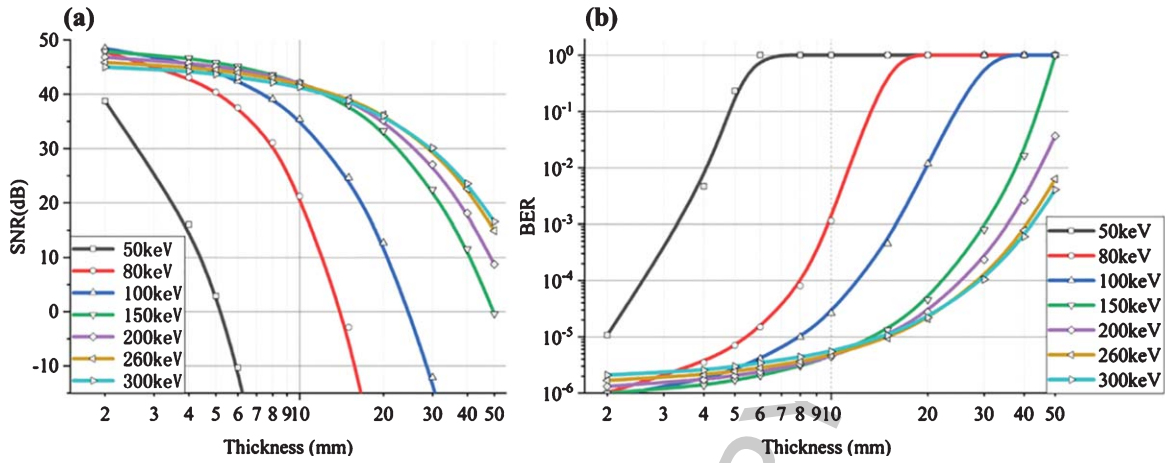 (a)
50
40
30
20
10
0
-10
SNR(dB)
50keV
80keV
100keV
150keV
200keV
260keV
300keV
2 3 4 5 6 7 8 9 10 20 30 40 50
Thickness (mm)
(b)
10^0
10^-1
10^-2
10^-3
10^-4
10^-5
10^-6
BER
50keV
80keV
100keV
150keV
200keV
260keV
300keV
2 3 4 5 6 7 8 9 10 20 30 40 50
Thickness (mm)